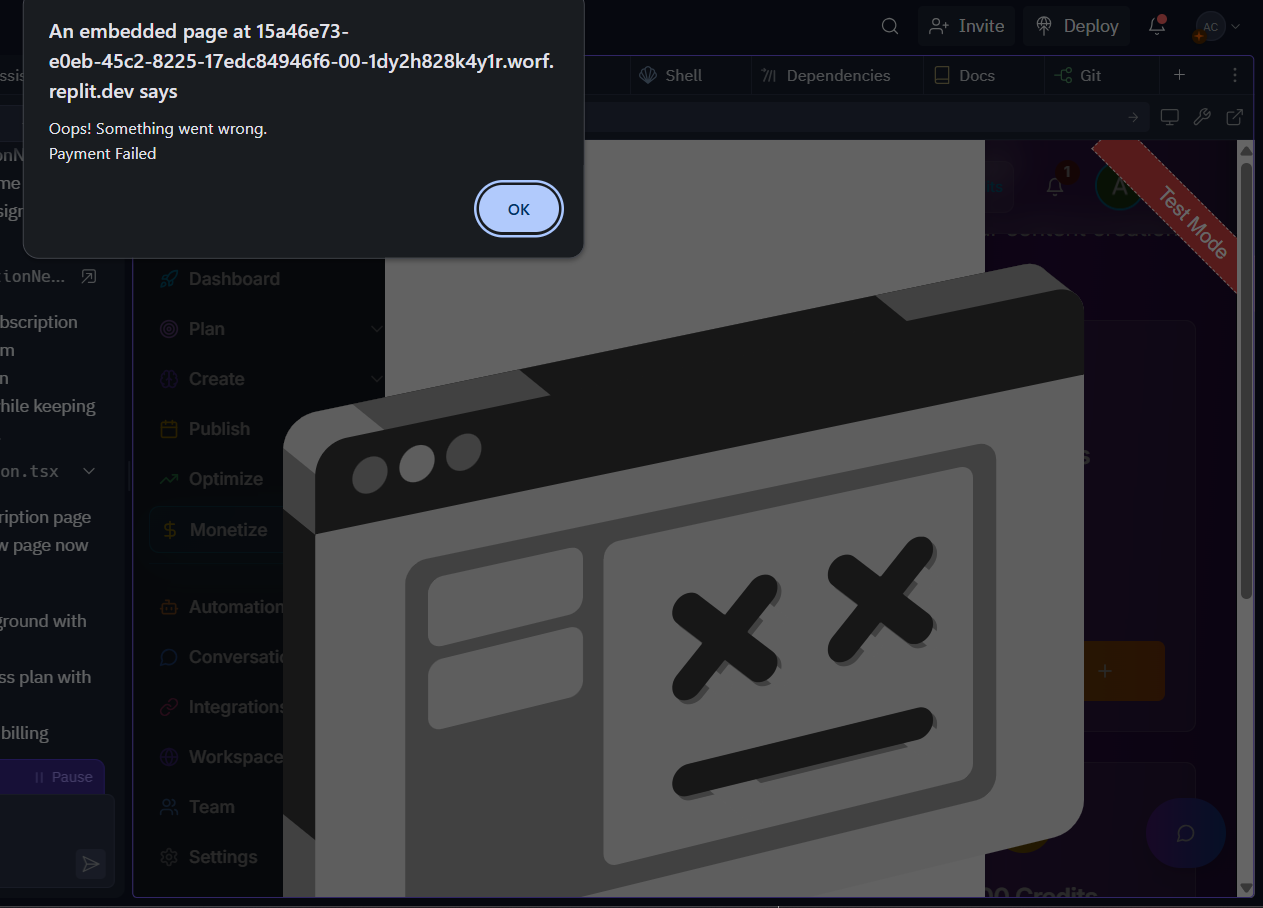 An embedded page at 15a46e73-
e0eb-45c2-8225-17edc84946f6-00-1dy2h828k4y1r.worf.
replit.dev says
Oops! Something went wrong.
Payment Failed
OK
Invite
Deploy
AC
Shell
Dependencies
Docs
Git
me
ionNe...
bscription
m
n
hile keeping
on.tsx
ription page
w page now
ground with
ss plan with
billing
Pause
Dashboard
Plan
Create
Publish
Optimize
Monetize
Automation
Conversatio
Integrations
Workspace
Team
Settings
1
A
Test Mode
content creation
s
00 Credits